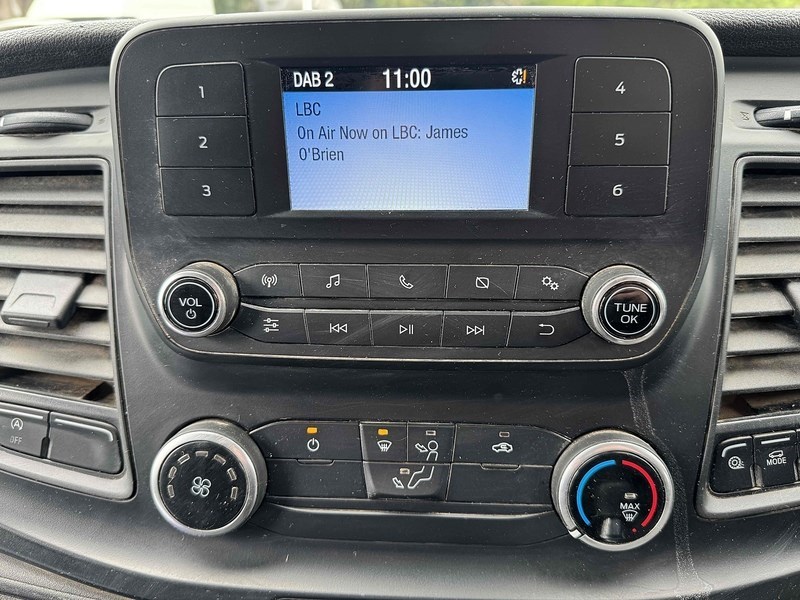 DAB 2 11:00
LBC
On Air Now on LBC: James
O'Brien
1
2
3
4
5
6
VOL
TUNE
OK
A
OFF
MAX
MODE